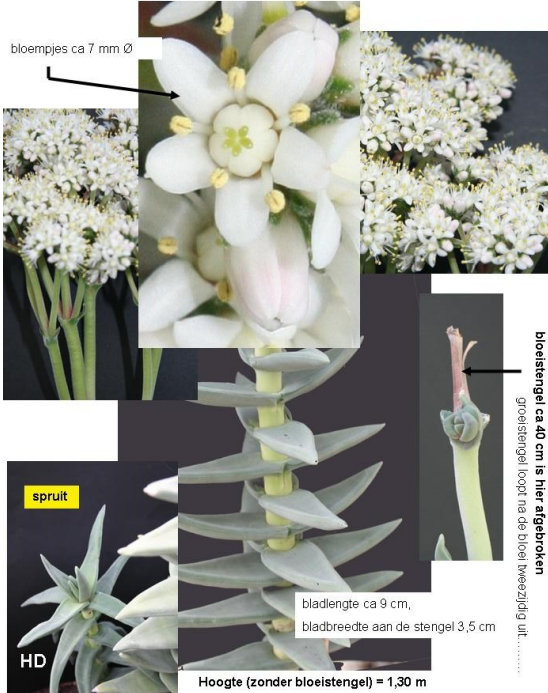 bloempjes ca 7 mm Ø
bloeistengel ca 40 cm is hier afgebroken
groeistengel loopt na de bloei tweezijdig uit..........
spruit
bladlengte ca 9 cm,
bladbreedte aan de stengel 3,5 cm
HD
Hoogte (zonder bloeistengel) = 1,30 m